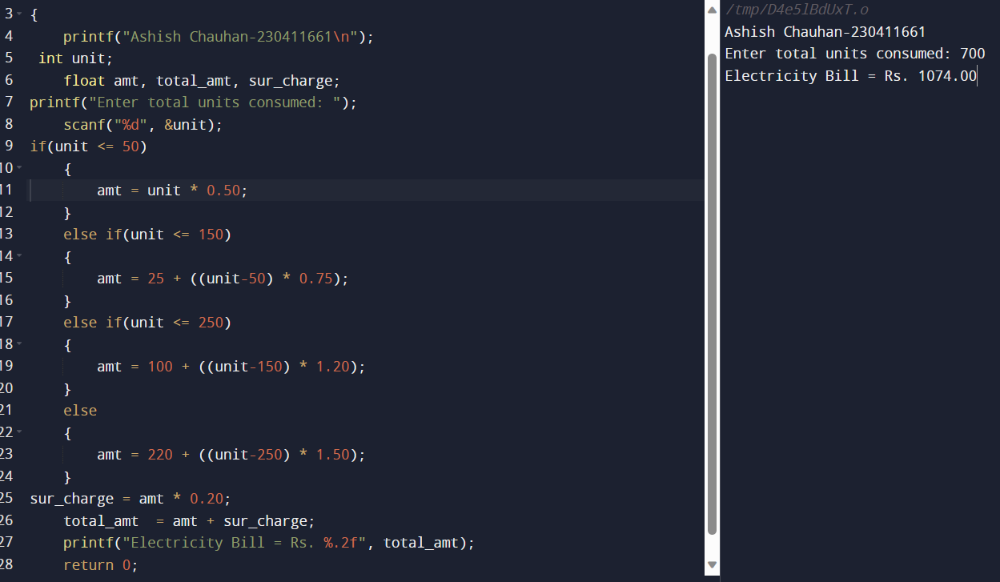 3 {
4     printf("Ashish Chauhan-230411661\n");
5  int unit;
6     float amt, total_amt, sur_charge;
7 printf("Enter total units consumed: ");
8     scanf("%d", &unit);
9 if(unit <= 50)
10     {
11         amt = unit * 0.50;
12     }
13     else if(unit <= 150)
14     {
15         amt = 25 + ((unit-50) * 0.75);
16     }
17     else if(unit <= 250)
18     {
19         amt = 100 + ((unit-150) * 1.20);
20     }
21     else
22     {
23         amt = 220 + ((unit-250) * 1.50);
24     }
25 sur_charge = amt * 0.20;
26     total_amt  = amt + sur_charge;
27     printf("Electricity Bill = Rs. %.2f", total_amt);
28     return 0;
/tmp/D4e5lBdUxT.o
Ashish Chauhan-230411661
Enter total units consumed: 700
Electricity Bill = Rs. 1074.00